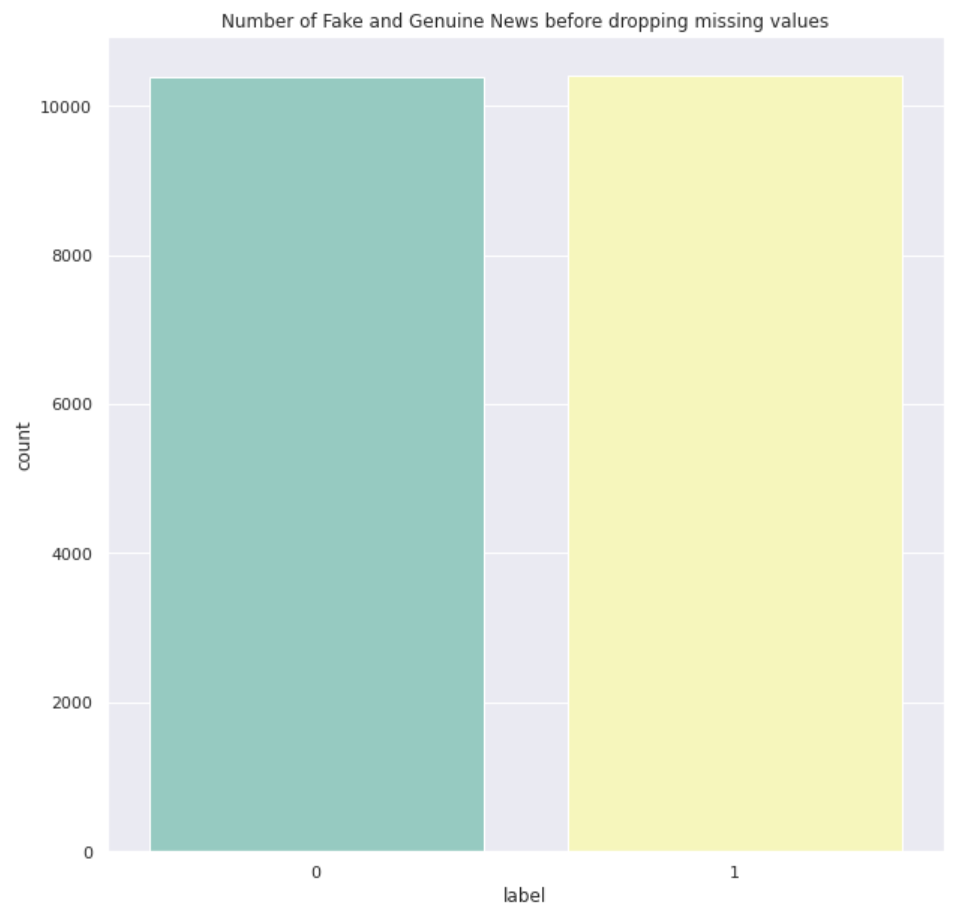 Number of Fake and Genuine News before dropping missing values
10000
8000
6000
4000
2000
0
count
0 1
label